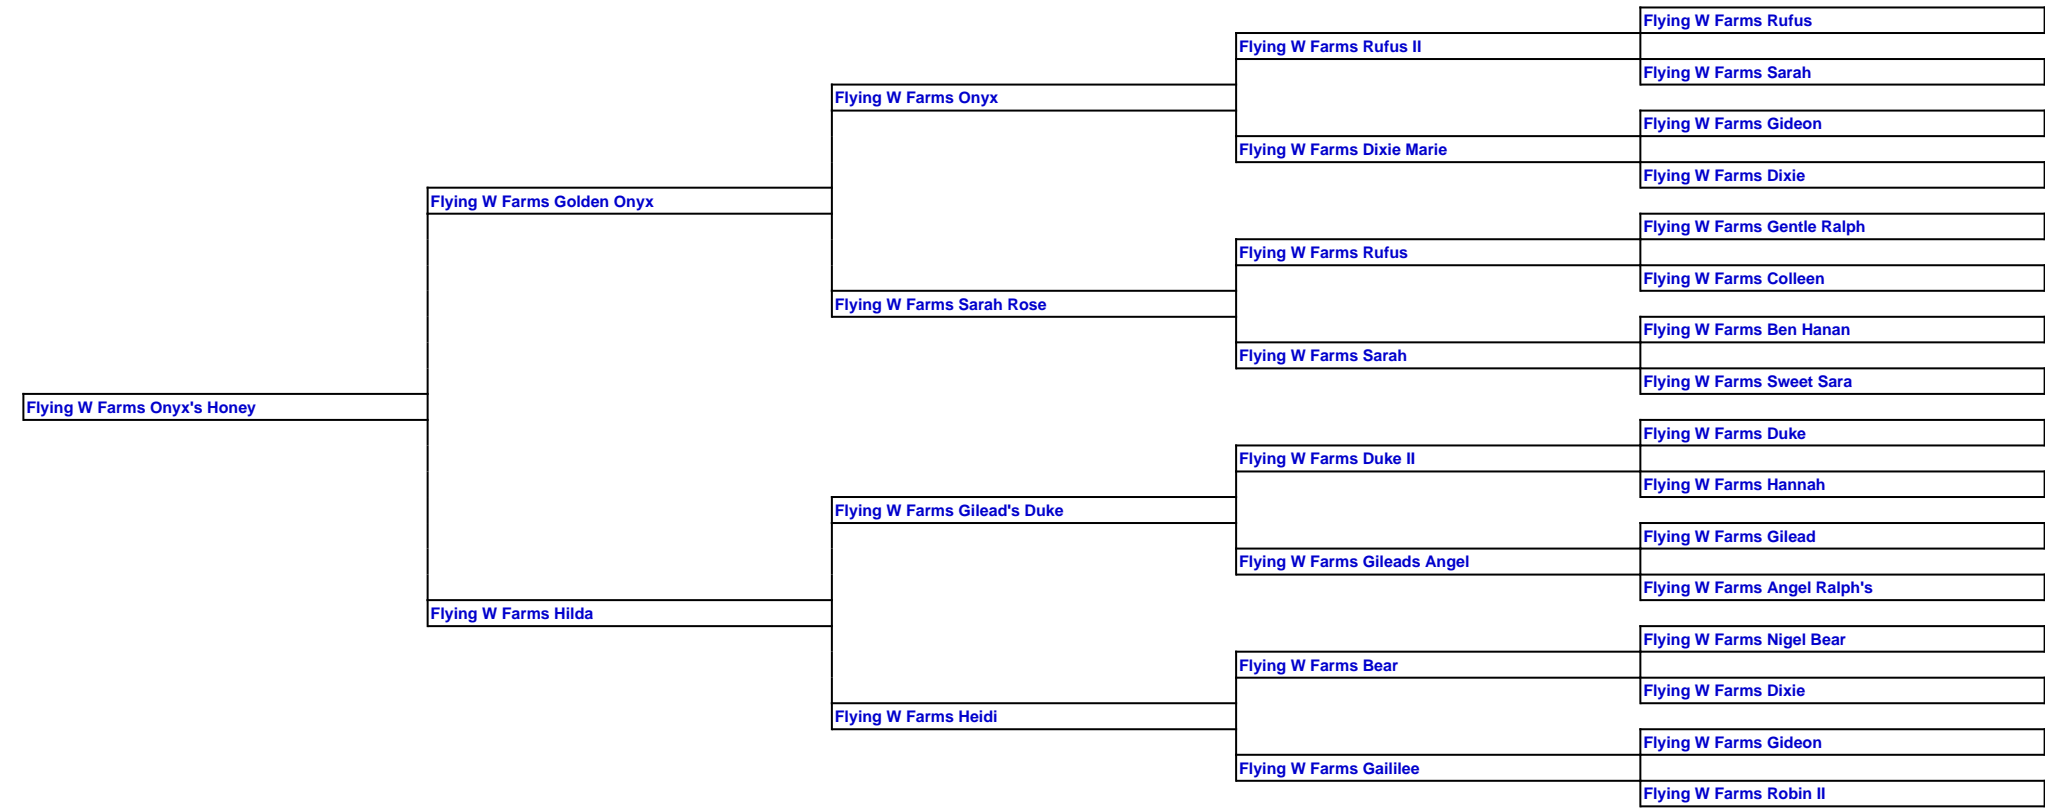 Flying W Farms Rufus
Flying W Farms Rufus II
Flying W Farms Sarah
Flying W Farms Onyx
Flying W Farms Gideon
Flying W Farms Dixie Marie
Flying W Farms Dixie
Flying W Farms Golden Onyx
Flying W Farms Gentle Ralph
Flying W Farms Rufus
Flying W Farms Colleen
Flying W Farms Sarah Rose
Flying W Farms Ben Hanan
Flying W Farms Sarah
Flying W Farms Sweet Sara
Flying W Farms Onyx's Honey
Flying W Farms Duke
Flying W Farms Duke II
Flying W Farms Hannah
Flying W Farms Gilead's Duke
Flying W Farms Gilead
Flying W Farms Gileads Angel
Flying W Farms Angel Ralph's
Flying W Farms Hilda
Flying W Farms Nigel Bear
Flying W Farms Bear
Flying W Farms Dixie
Flying W Farms Heidi
Flying W Farms Gideon
Flying W Farms Gaililee
Flying W Farms Robin II